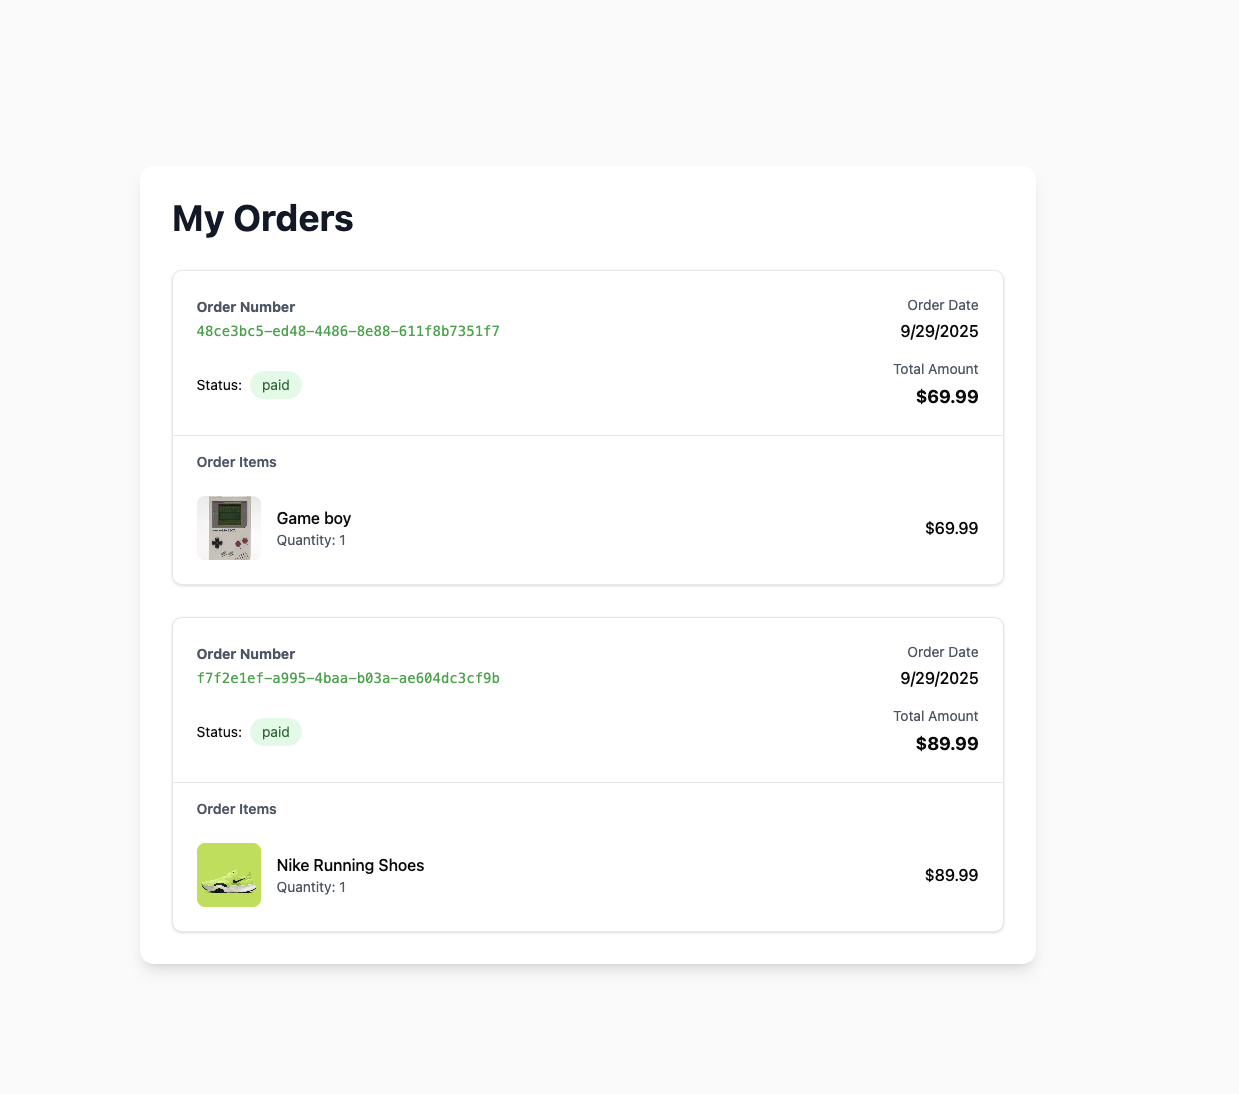 My Orders
Order Number
48ce3bc5-ed48-4486-8e88-611f8b7351f7
Order Date
9/29/2025
Status: paid
Total Amount
$69.99
Order Items
Game boy
Quantity: 1
$69.99
Order Number
f7f2e1ef-a995-4baa-b03a-ae604dc3cf9b
Order Date
9/29/2025
Status: paid
Total Amount
$89.99
Order Items
Nike Running Shoes
Quantity: 1
$89.99